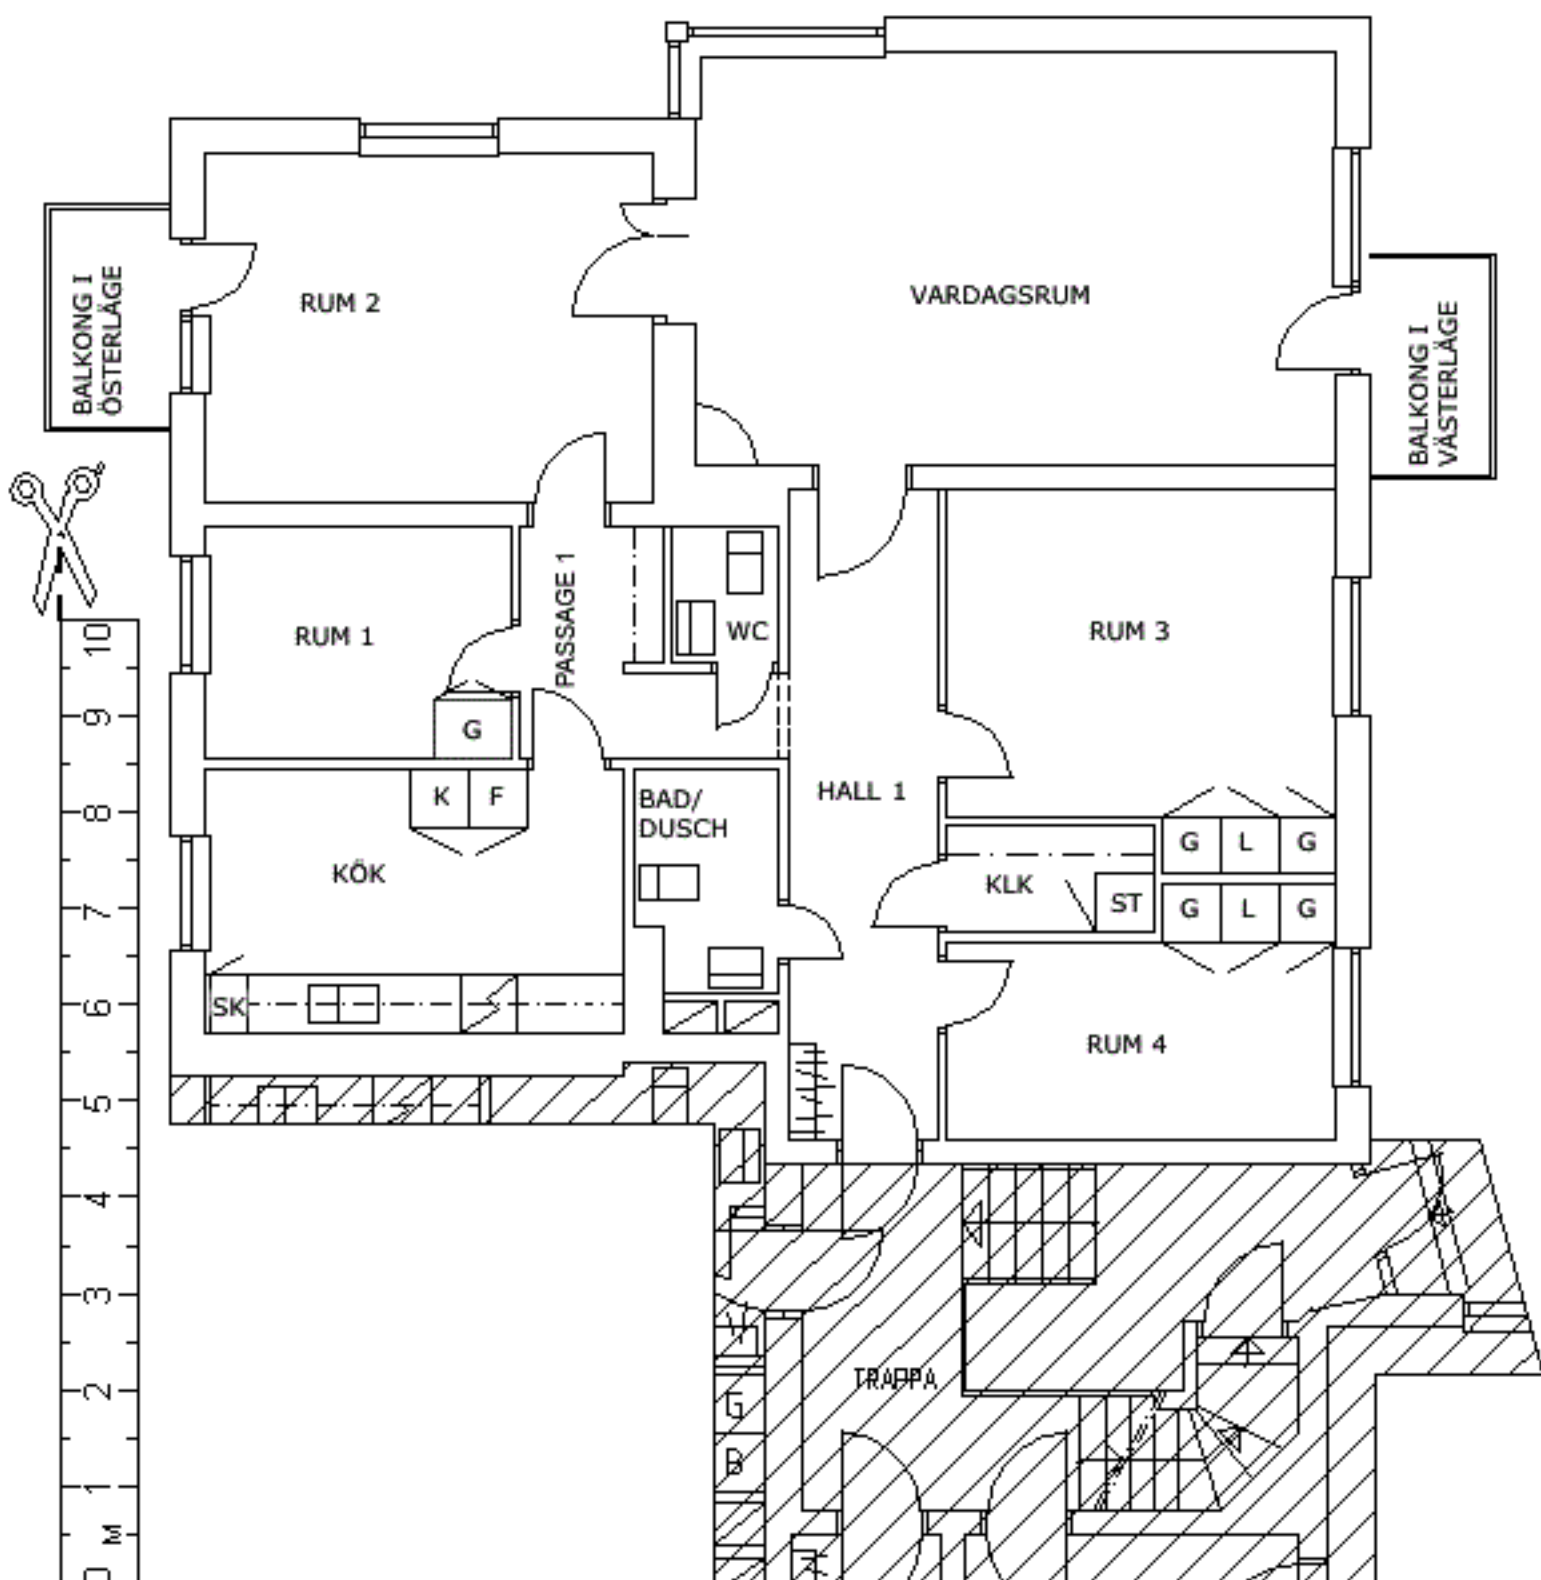 BALKONG I
ÖSTERLÄGE
RUM 2
VARDAGSRUM
BALKONG I
VÄSTERLÄGE
RUM 1
PASSAGE 1
WC
RUM 3
G
K
F
BAD/
DUSCH
HALL 1
KÖK
KLK
ST
G
L
G
G
L
G
SK
RUM 4
10
9
8
7
6
5
4
3
2
1
M
0
TRAPPA
G
B